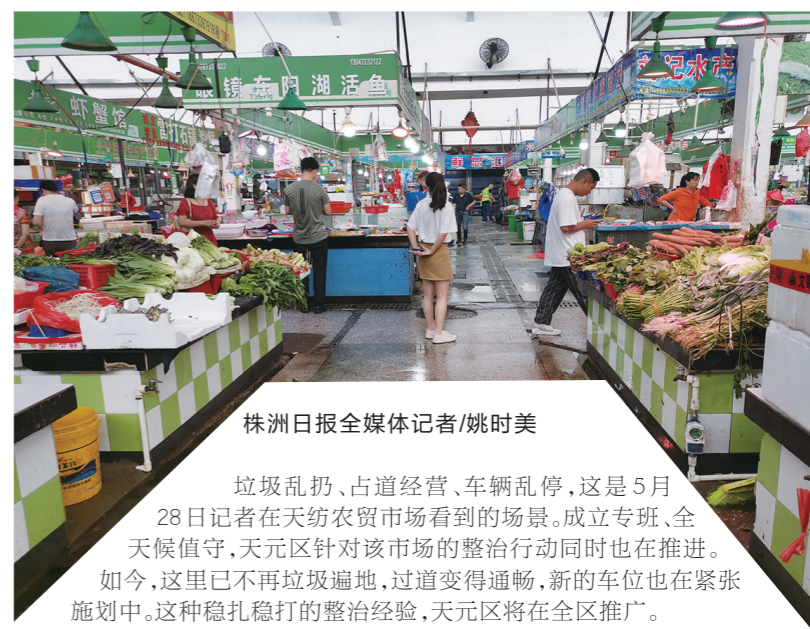 13047232122
眼镜东阳湖活鱼
虾蟹馆
记水产
株洲日报全媒体记者/姚时美
垃圾乱扔、占道经营、车辆乱停,这是5月
28日记者在天纺农贸市场看到的场景。成立专班、全
天候值守,天元区针对该市场的整治行动同时也在推进。
如今,这里已不再垃圾遍地,过道变得通畅,新的车位也在紧张
施划中。这种稳扎稳打的整治经验,天元区将在全区推广。